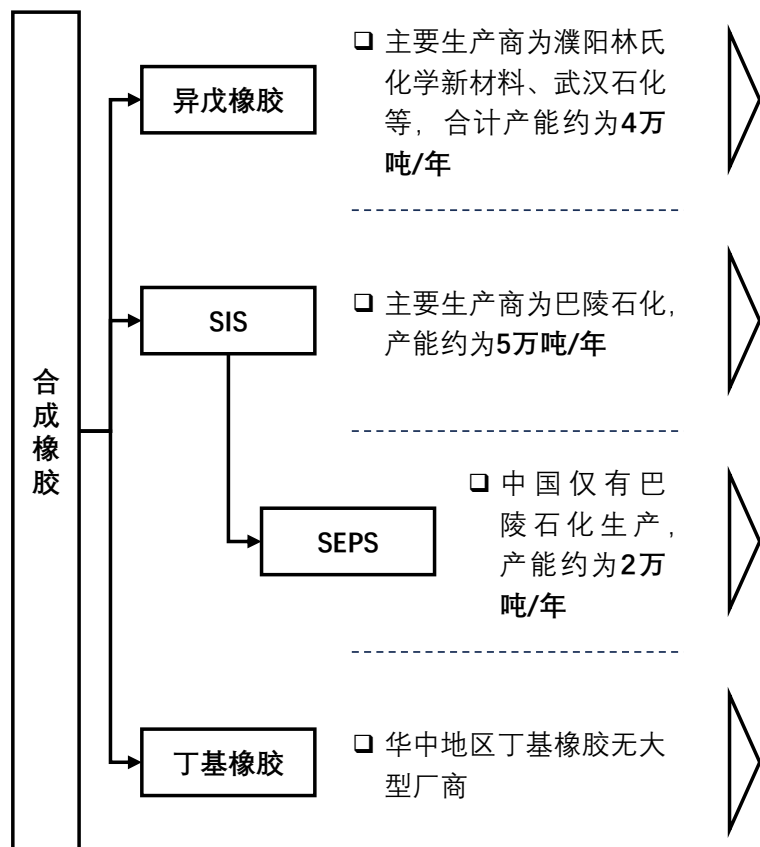 合成橡胶
异戊橡胶
❑ 主要生产商为濮阳林氏
化学新材料、武汉石化
等，合计产能约为4万
吨/年
SIS
❑ 主要生产商为巴陵石化，
产能约为5万吨/年
SEPS
❑ 中国仅有巴
陵石化生产，
产能约为2万
吨/年
丁基橡胶
❑ 华中地区丁基橡胶无大
型厂商